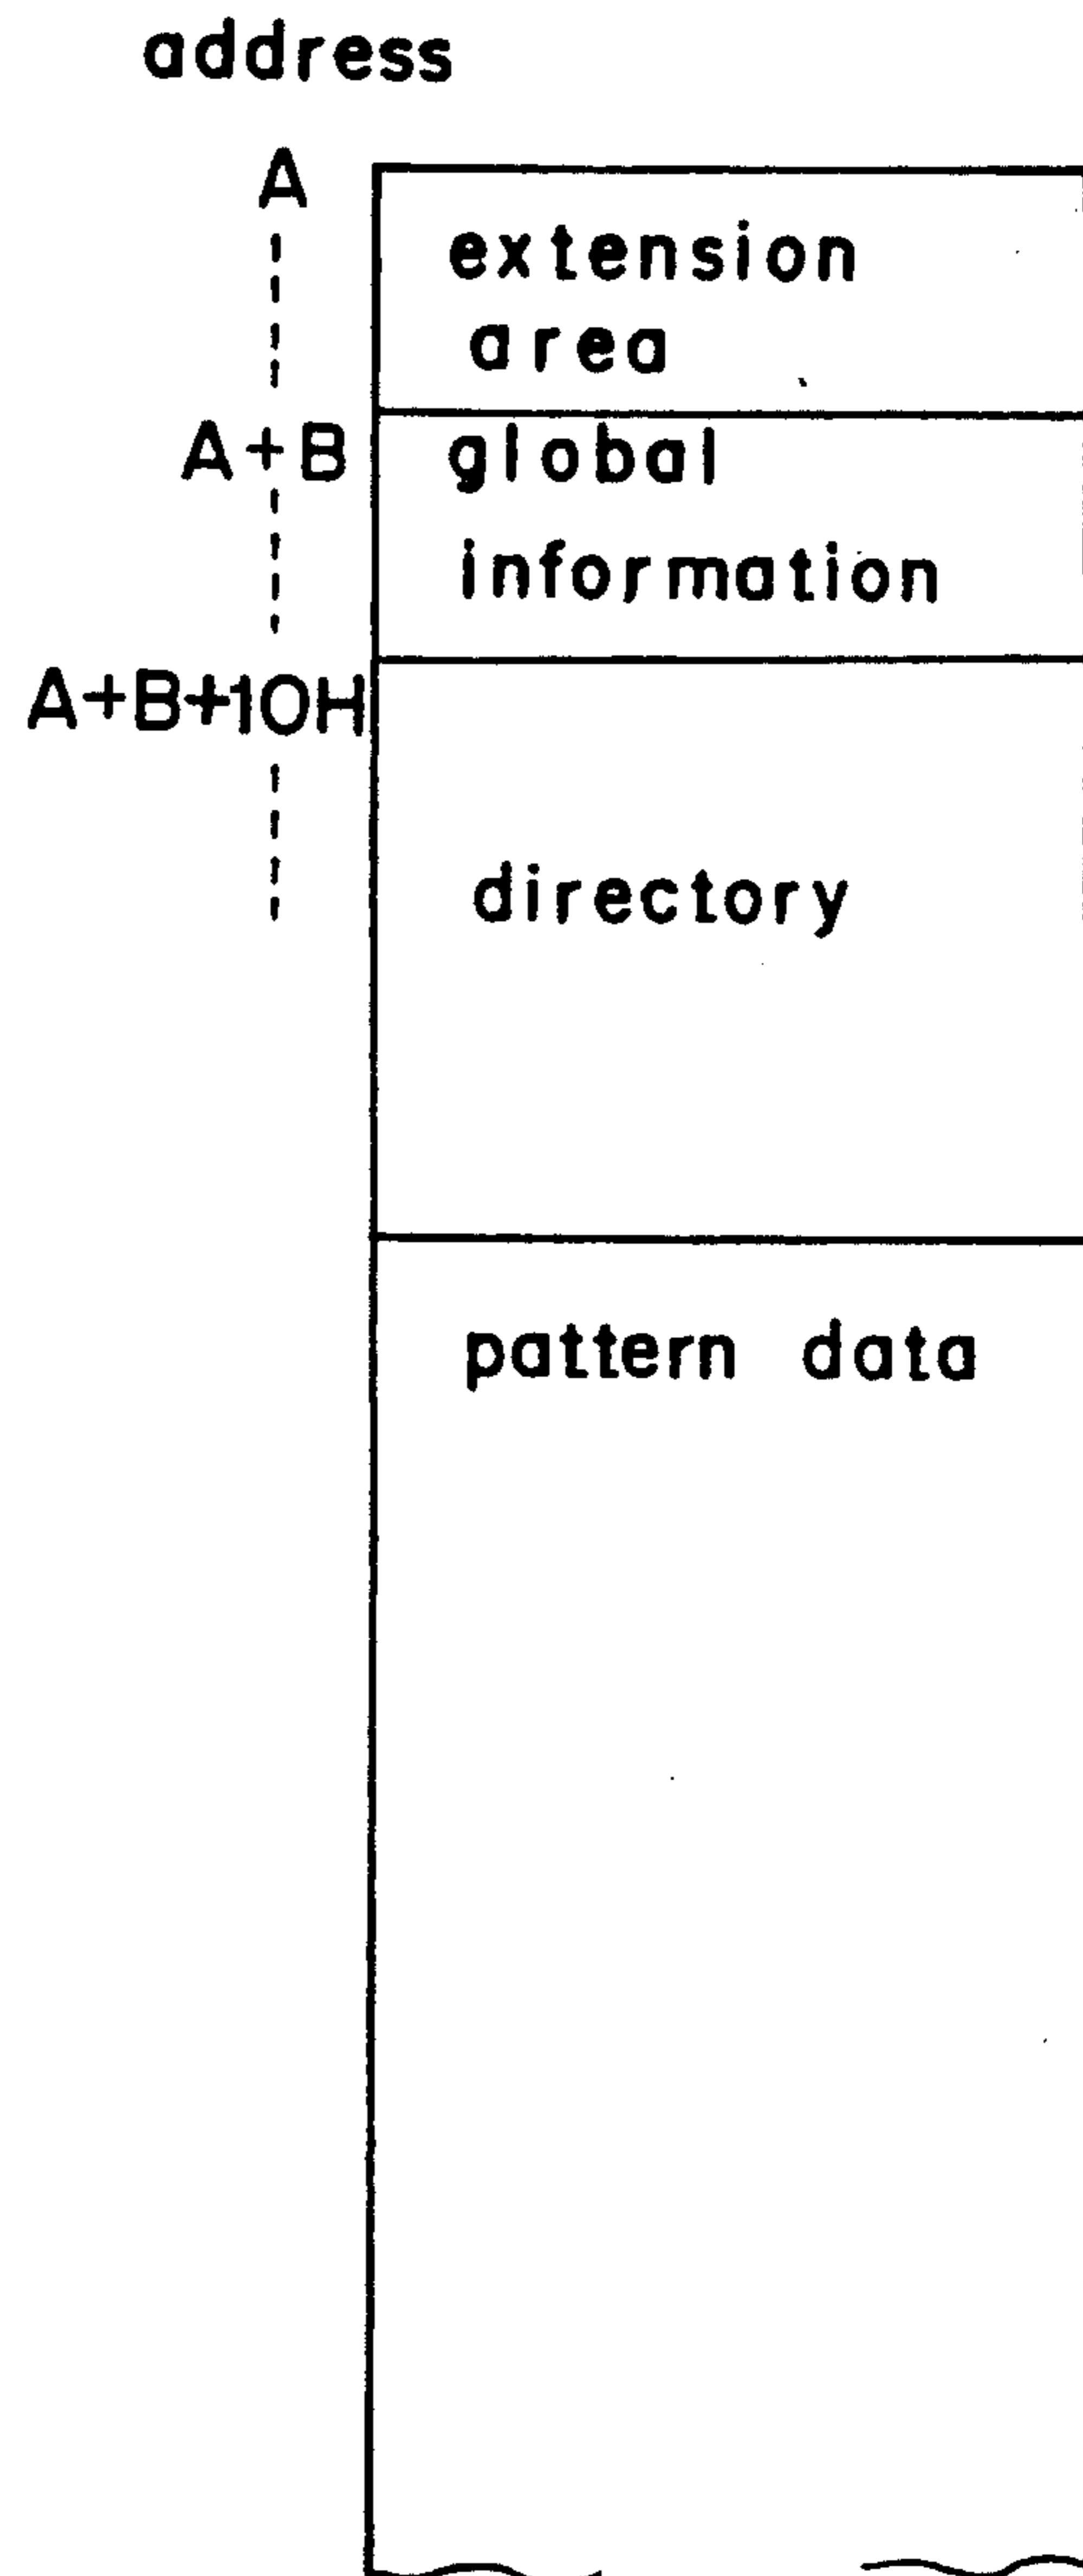 address
A
extension
area
A+B
global
information
A+B+10H
directory
pattern data